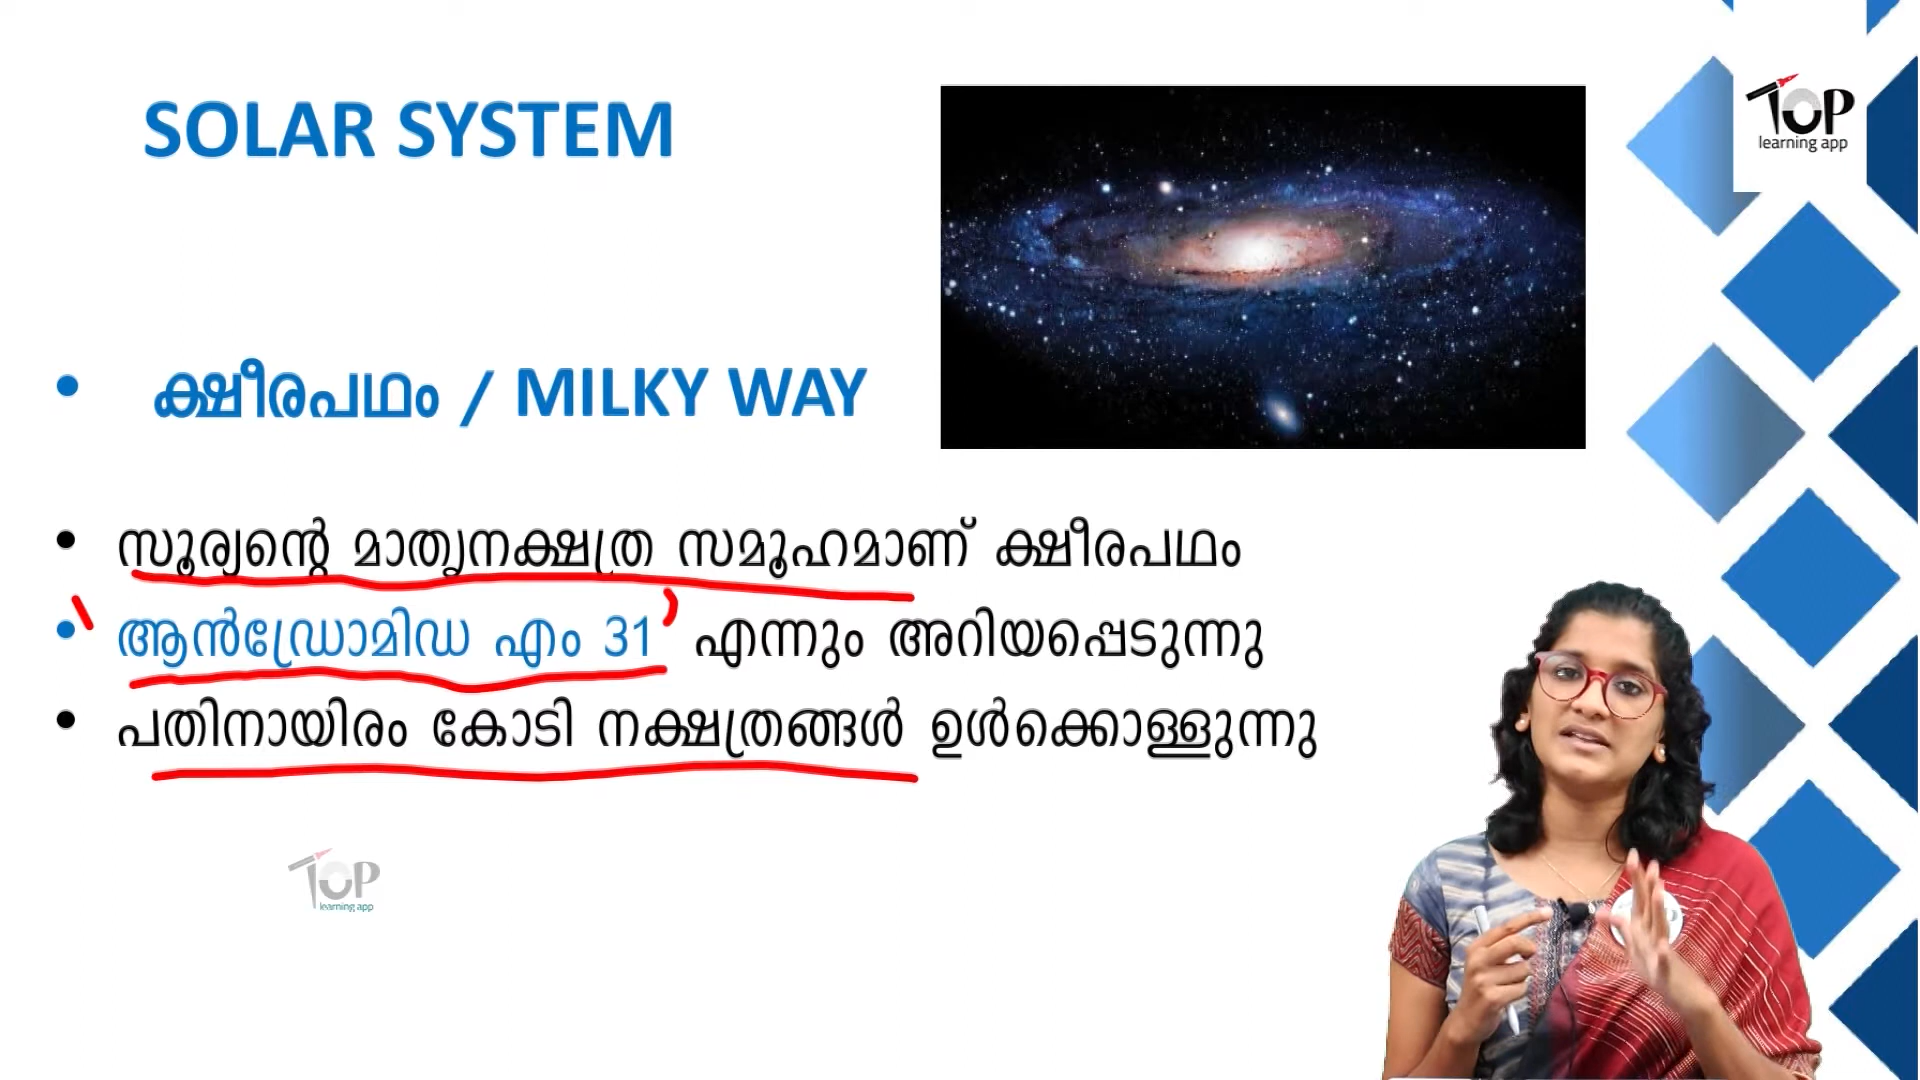 SOLAR SYSTEM
TOP
learning app
• ക്ഷീരപഥം / MILKY WAY
• സൂര്യന്റെ മാതൃനക്ഷത്ര സമൂഹമാണ് ക്ഷീരപഥം
• ആൻഡ്രോമിഡ എം 31 എന്നും അറിയപ്പെടുന്നു
• പതിനായിരം കോടി നക്ഷത്രങ്ങൾ ഉൾക്കൊള്ളുന്നു
TOP
learning app